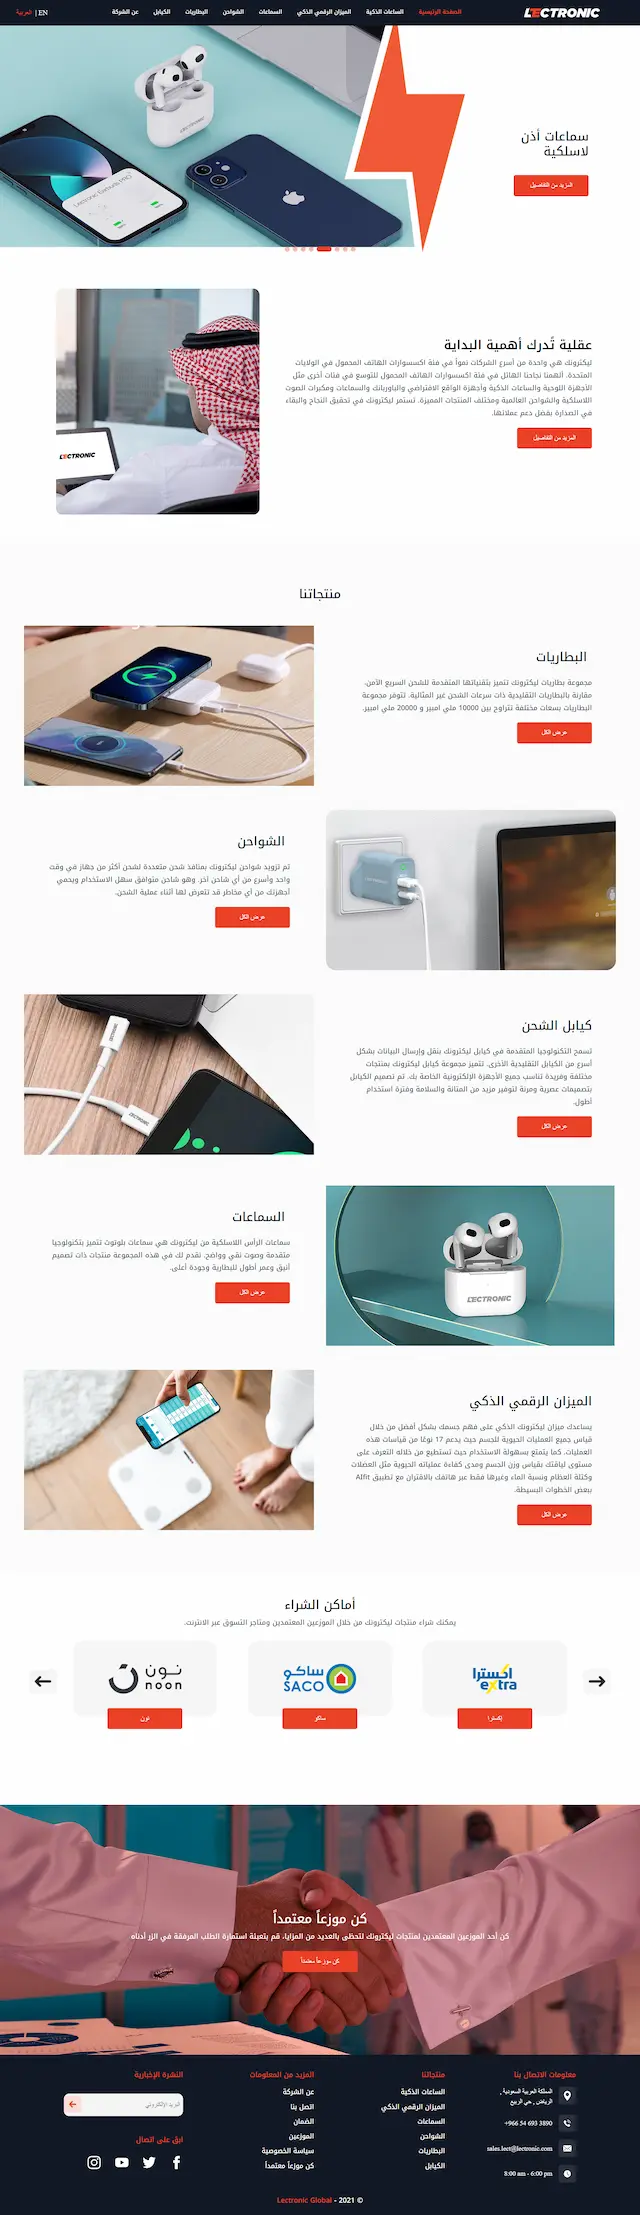 LECTRONIC
الصفحة الرئيسية
الساعات الذكية
الميزان الرقمي الذكي
السماعات
الشواحن
البطاريات
الكيابل
عن الشركة
العربية | EN
سماعات أذن
لاسلكية
المزيد من التفاصيل
LECTRONIC
Lectronic Earbuds PRO
عقلية تُدرك أهمية البداية
ليكترونك هي واحدة من أسرع الشركات نمواً في فئة اكسسوارات الهاتف المحمول في الولايات
المتحدة. ألهمنا نجاحنا الهائل في فئة اكسسوارات الهاتف المحمول للتوسع في فئات أخرى مثل
الأجهزة اللوحية والساعات الذكية وأجهزة الواقع الافتراضي والباوربانك والسماعات ومكبرات الصوت
اللاسلكية والشواحن العالمية ومختلف المنتجات المميزة. تستمر ليكترونك في تحقيق النجاح والبقاء
في الصدارة بفضل دعم عملائها.
المزيد من التفاصيل
LECTRONIC
منتجاتنا
البطاريات
مجموعة بطاريات ليكترونك تتميز بتقنياتها المتقدمة للشحن السريع الآمن،
مقارنة بالبطاريات التقليدية ذات سرعات الشحن غير المثالية. تتوفر مجموعة
البطاريات بسعات مختلفة تتراوح بين 10000 ملي امبير و 20000 ملي امبير.
عرض الكل
الشواحن
تم تزويد شواحن ليكترونك بمنافذ شحن متعددة لشحن أكثر من جهاز في وقت
واحد وأسرع من أي شاحن آخر. وهو شاحن متوافق سهل الاستخدام ويحمي
أجهزتك من أي مخاطر قد تتعرض لها أثناء عملية الشحن.
عرض الكل
كيابل الشحن
تسمح التكنولوجيا المتقدمة في كيابل ليكترونك بنقل وإرسال البيانات بشكل
أسرع من الكيابل التقليدية الأخرى. تتميز مجموعة كيابل ليكترونك بمنتجات
مختلفة وفريدة تناسب جميع الأجهزة الإلكترونية الخاصة بك. تم تصميم الكيابل
بتصميمات عصرية ومرنة لتوفير مزيد من المتانة والسلامة وفترة استخدام
أطول.
عرض الكل
LECTRONIC
LECTRONIC
السماعات
سماعات الرأس اللاسلكية من ليكترونك هي سماعات بلوتوث تتميز بتكنولوجيا
متقدمة وصوت نقي وواضح. نقدم لك في هذه المجموعة منتجات ذات تصميم
أنيق وعمر أطول للبطارية وجودة أعلى.
عرض الكل
LECTRONIC
الميزان الرقمي الذكي
يساعدك ميزان ليكترونك الذكي على فهم جسمك بشكل أفضل من خلال
قياس جميع العمليات الحيوية للجسم حيث يدعم 17 نوعًا من قياسات هذه
العمليات. كما يتمتع بسهولة الاستخدام حيث تستطيع من خلاله التعرف على
مستوى لياقتك بقياس وزن الجسم ومدى كفاءة عملياته الحيوية مثل العضلات
وكتلة العظام ونسبة الماء وغيرها فقط عبر هاتفك بالاقتران مع تطبيق AIfit
ببعض الخطوات البسيطة.
عرض الكل
أماكن الشراء
يمكنك شراء منتجات ليكترونك من خلال الموزعين المعتمدين ومتاجر التسوق عبر الانترنت.
اكسترا
extra
إكسترا
ساكو
SACO
ساكو
نون
noon
نون
كن موزعاً معتمداً
كن أحد الموزعين المعتمدين لمنتجات ليكترونك لتحظى بالعديد من المزايا، قم بتعبئة استمارة الطلب المرفقة في الزر أدناه
كن موزعاً معتمداً
معلومات الاتصال بنا
المملكة العربية السعودية ,
الرياض , حي الربيع
+966 54 693 3890
sales.lect@lectronic.com
8:00 am - 6:00 pm
منتجاتنا
الساعات الذكية
الميزان الرقمي الذكي
السماعات
الشواحن
البطاريات
الكيابل
المزيد من المعلومات
عن الشركة
اتصل بنا
الضمان
الموزعين
سياسة الخصوصية
كن موزعاً معتمداً
النشرة الإخبارية
البريد الإلكتروني
ابق على اتصال
Lectronic Global - 2021 ©